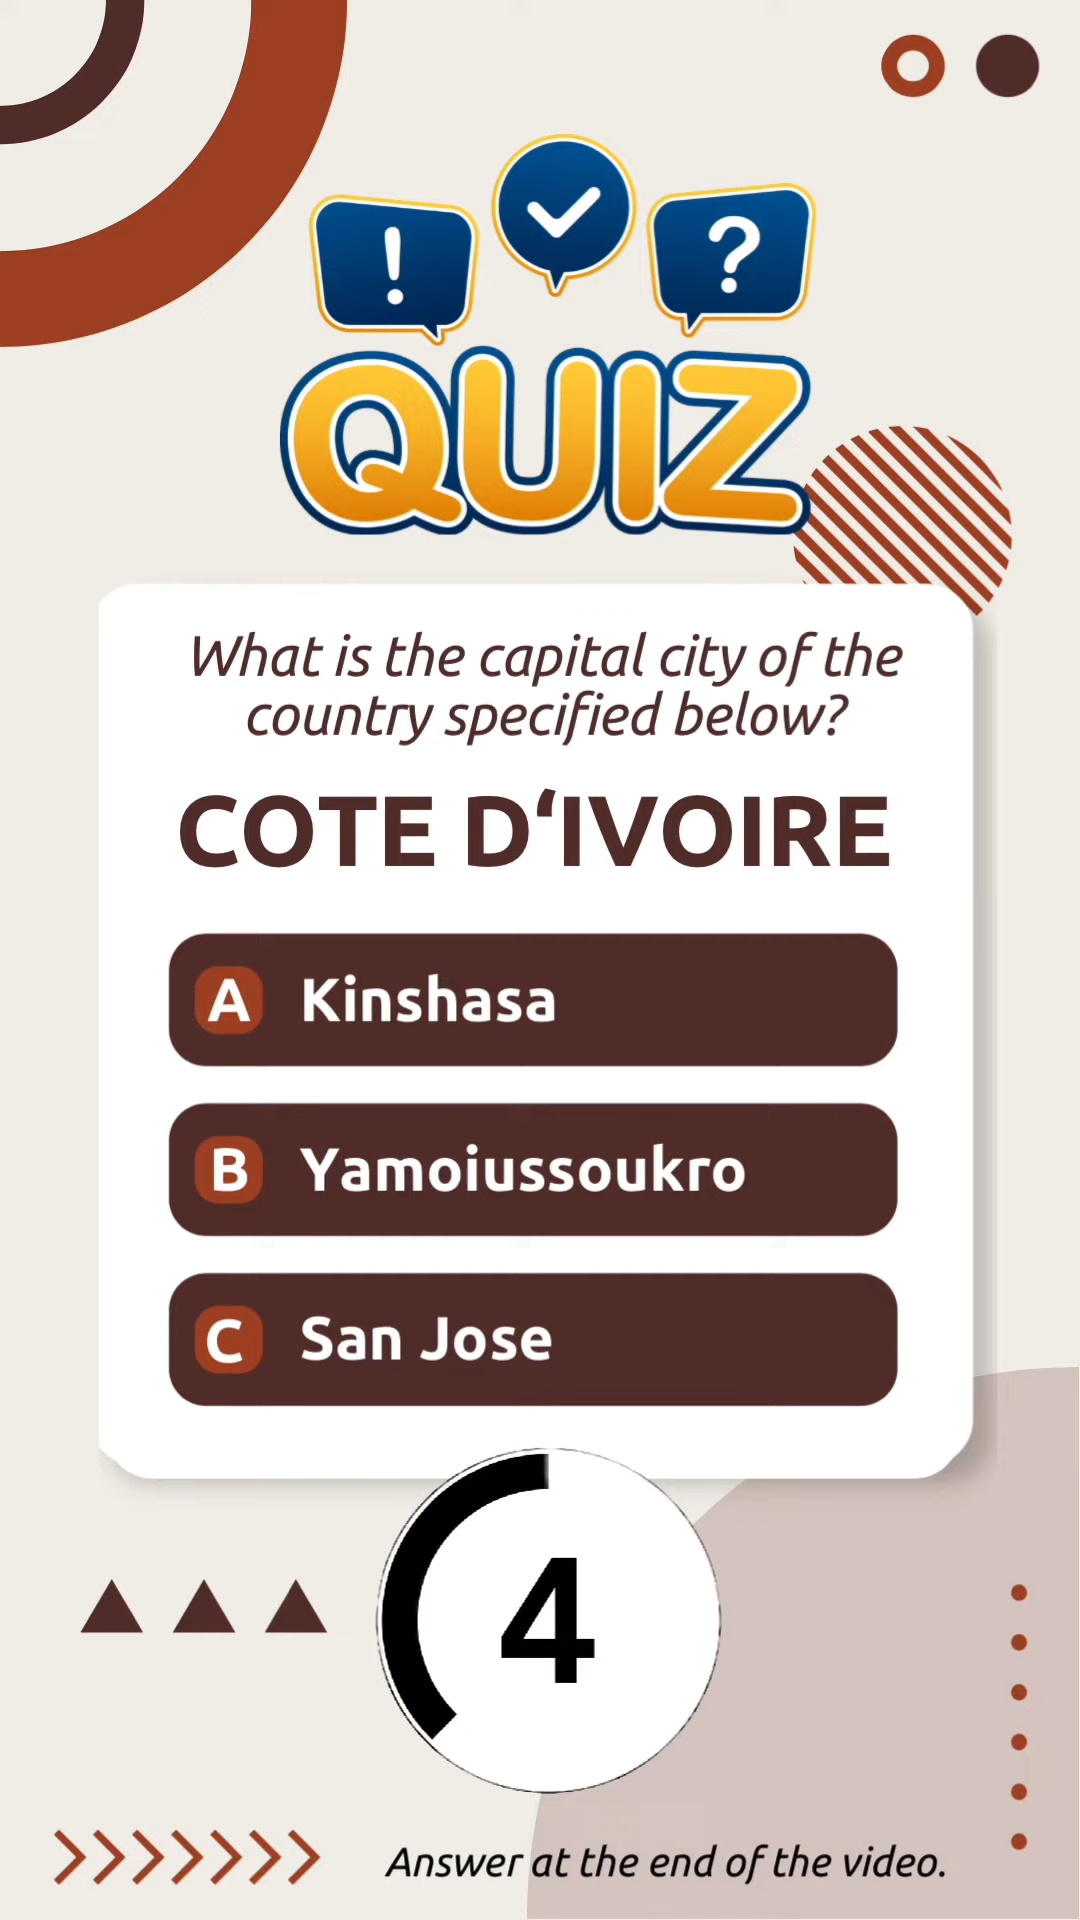 ! ?
QUIZ
What is the capital city of the
country specified below?
COTE D‘IVOIRE
A Kinshasa
B Yamoiussoukro
C San Jose
4
Answer at the end of the video.